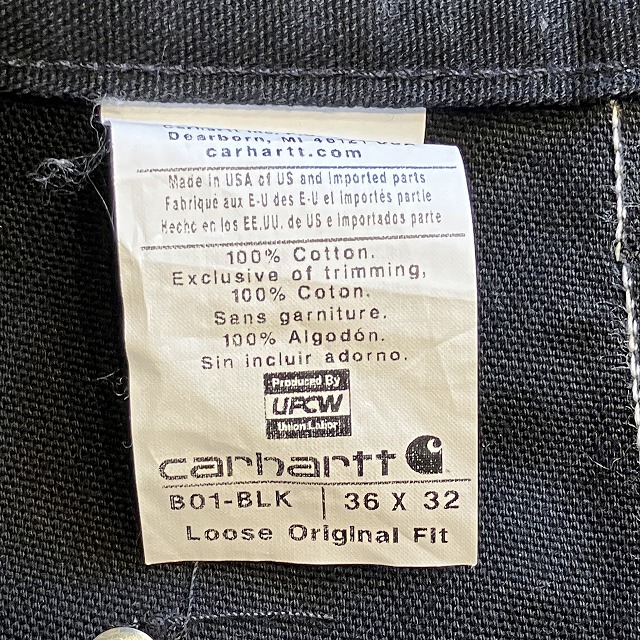 Dearborn, MI 48121 USA
carhartt.com
Made in USA of US and Imported parts
Fabriqué aux E-U des E-U et Importés partie
Hecho en los EE.UU. de US e Importados parte
100% Cotton.
Exclusive of trimming,
100% Coton.
Sans garniture.
100% Algodón.
Sin incluir adorno.
Produced By
UFCW
Union Labor
carhartt
B01-BLK | 36 X 32
Loose Original Fit